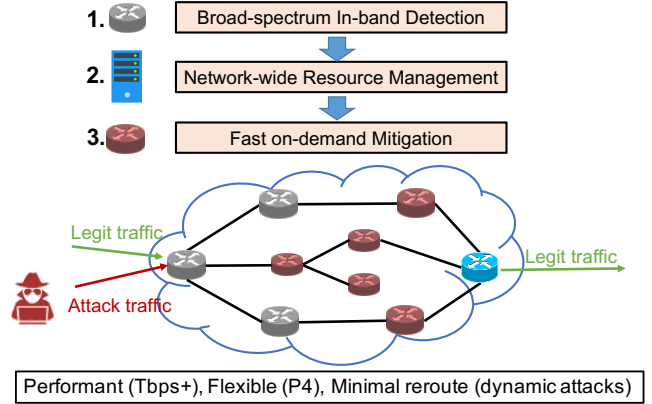 1. Broad-spectrum In-band Detection
2. Network-wide Resource Management
3. Fast on-demand Mitigation
Legit traffic
Legit traffic
Attack traffic
Performant (Tbps+), Flexible (P4), Minimal reroute (dynamic attacks)